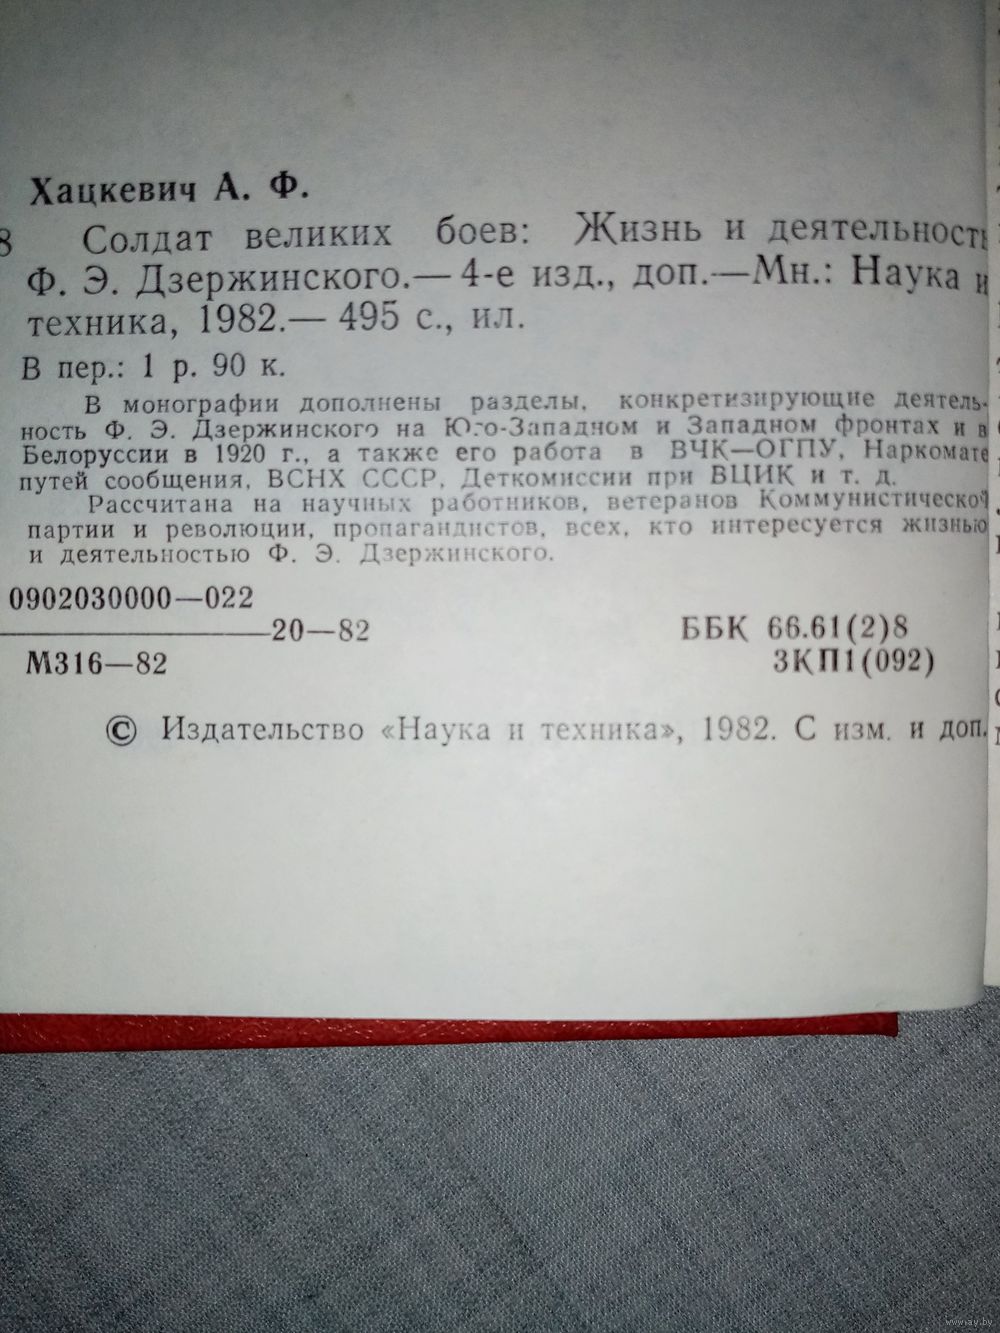 Хацкевич А. Ф.
8 Солдат великих боев: Жизнь и деятельность
Ф. Э. Дзержинского.— 4-е изд., доп.—Мн.: Наука и
техника, 1982.— 495 с., ил.
В пер.: 1 р. 90 к.
В монографии дополнены разделы, конкретизирующие деятель-
ность Ф. Э. Дзержинского на Юго-Западном и Западном фронтах и в
Белоруссии в 1920 г., а также его работа в ВЧК—ОГПУ, Наркомате
путей сообщения, ВСНХ СССР, Деткомиссии при ВЦИК и т. д.
Рассчитана на научных работников, ветеранов Коммунистической
партии и революции, пропагандистов, всех, кто интересуется жизнью
и деятельностью Ф. Э. Дзержинского.
0902030000—022
20—82
М316—82
ББК 66.61(2)8
3КП1(092)
© Издательство «Наука и техника», 1982. С изм. и доп.
www.ay.by